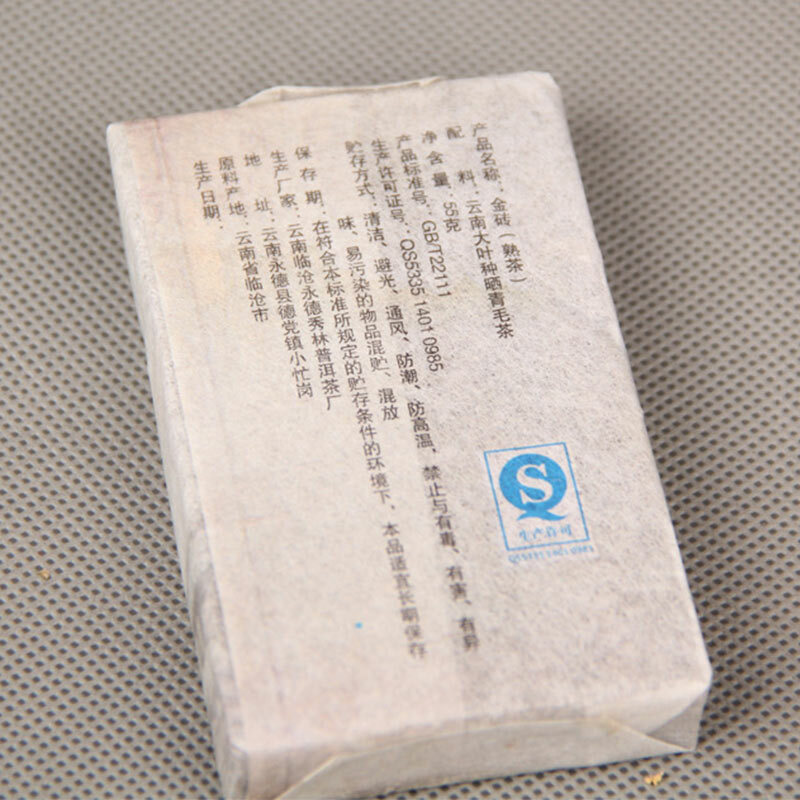 产品名称：金砖（熟茶）
配料：云南大叶种晒青毛茶
净含量：55克
产品标准号：GB/T22111
生产许可证号：QS5335 1401 0985
贮存方式：清洁、避光、通风、防潮、防高温，禁止与有毒、有害、有异
味、易污染的物品混贮、混放
保存期：在符合本标准所规定的贮存条件的环境下，本品适宜长期保存
生产厂家：云南临沧永德秀林普洱茶厂
地址：云南永德县德党镇小忙岗
原料产地：云南省临沧市
生产日期：
生产许可
QS5335 1401 0985